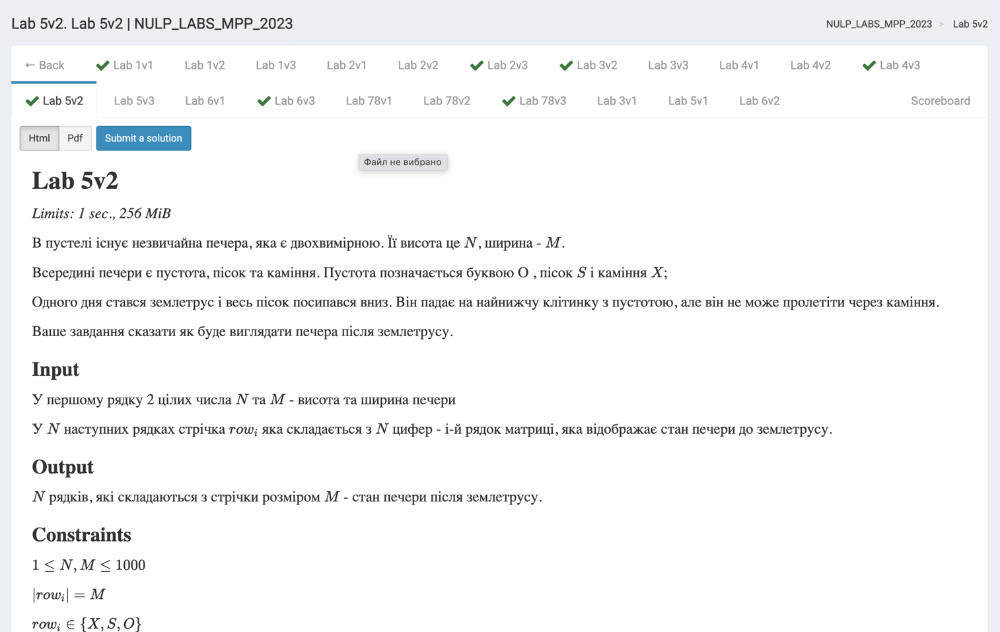 Lab 5v2. Lab 5v2 | NULP_LABS_MPP_2023
NULP_LABS_MPP_2023 > Lab 5v2
← Back Lab 1v1 Lab 1v2 Lab 1v3 Lab 2v1 Lab 2v2 Lab 2v3 Lab 3v2 Lab 3v3 Lab 4v1 Lab 4v2 Lab 4v3
Lab 5v2 Lab 5v3 Lab 6v1 Lab 6v3 Lab 78v1 Lab 78v2 Lab 78v3 Lab 3v1 Lab 5v1 Lab 6v2 Scoreboard
Html Pdf Submit a solution
Файл не вибрано
Lab 5v2
Limits: 1 sec., 256 MiB
В пустелі існує незвичайна печера, яка є двохвимірною. Її висота це N, ширина - M.
Всередині печери є пустота, пісок та каміння. Пустота позначається буквою O , пісок S і каміння X;
Одного дня стався землетрус і весь пісок посипався вниз. Він падає на найнижчу клітинку з пустотою, але він не може пролетіти через каміння.
Ваше завдання сказати як буде виглядати печера після землетрусу.
Input
У першому рядку 2 цілих числа N та M - висота та ширина печери
У N наступних рядках стрічка rowᵢ яка складається з N цифер - і-й рядок матриці, яка відображає стан печери до землетрусу.
Output
N рядків, які складаються з стрічки розміром M - стан печери після землетрусу.
Constraints
1 ≤ N, M ≤ 1000
|rowᵢ| = M
rowᵢ ∈ {X, S, O}